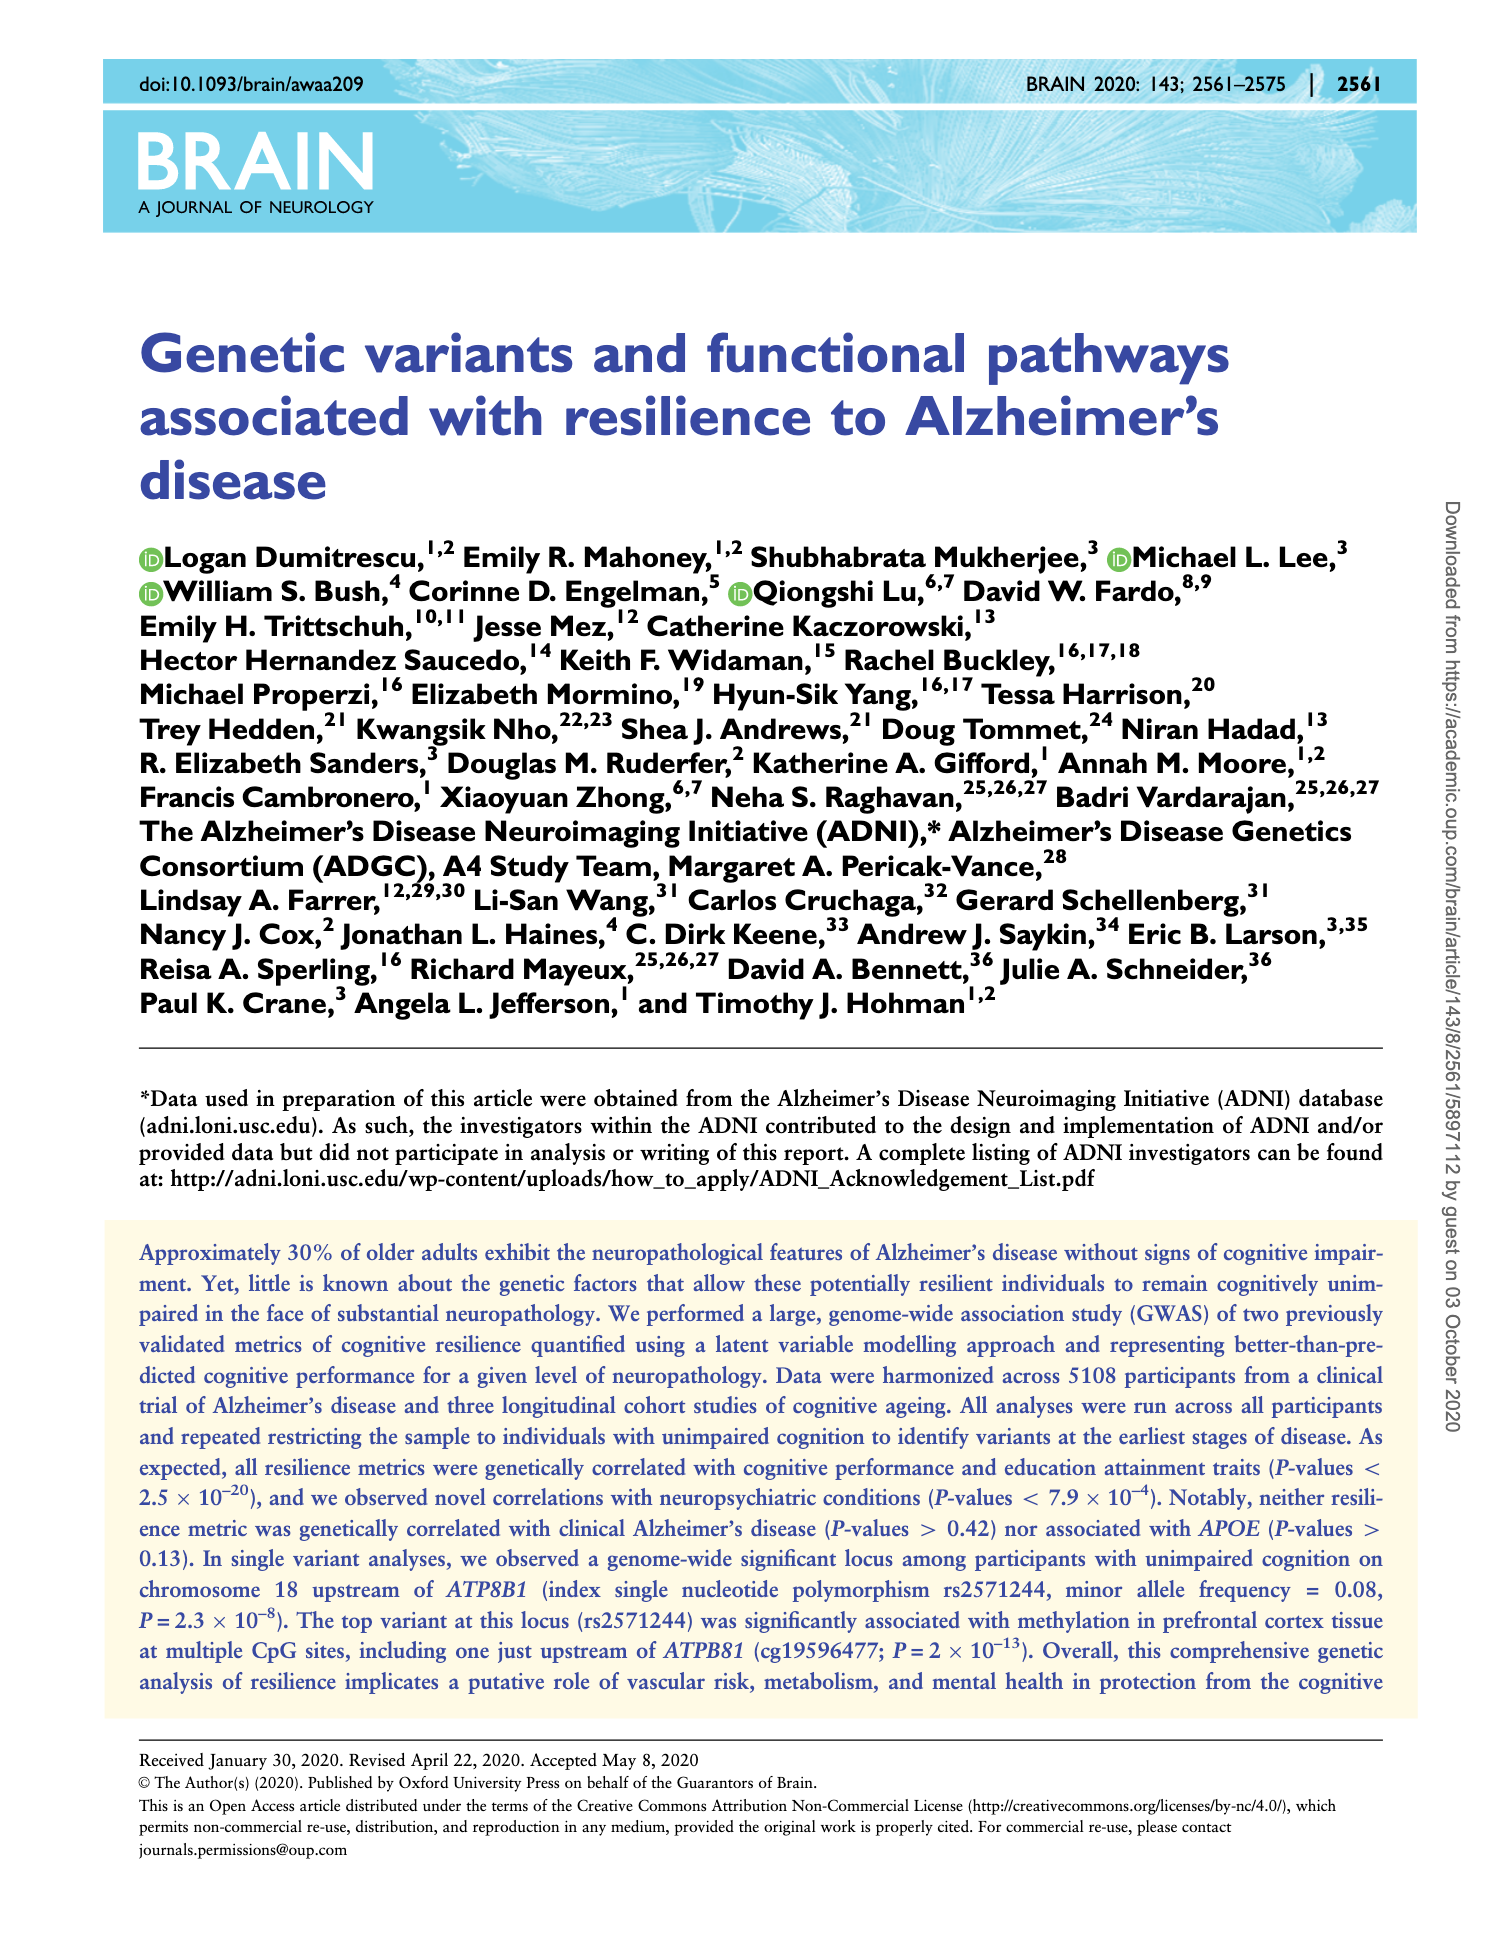 doi:10.1093/brain/awaa209
BRAIN 2020: 143; 2561–2575 | 2561
BRAIN
A JOURNAL OF NEUROLOGY
Genetic variants and functional pathways
associated with resilience to Alzheimer’s
disease
Logan Dumitrescu,1,2 Emily R. Mahoney,1,2 Shubhabrata Mukherjee,3 Michael L. Lee,3
William S. Bush,4 Corinne D. Engelman,5 Qiongshi Lu,6,7 David W. Fardo,8,9
Emily H. Trittschuh,10,11 Jesse Mez,12 Catherine Kaczorowski,13
Hector Hernandez Saucedo,14 Keith F. Widaman,15 Rachel Buckley,16,17,18
Michael Properzi,16 Elizabeth Mormino,19 Hyun-Sik Yang,16,17 Tessa Harrison,20
Trey Hedden,21 Kwangsik Nho,22,23 Shea J. Andrews,21 Doug Tommet,24 Niran Hadad,13
R. Elizabeth Sanders,3 Douglas M. Ruderfer,2 Katherine A. Gifford,1 Annah M. Moore,1,2
Francis Cambronero,1 Xiaoyuan Zhong,6,7 Neha S. Raghavan,25,26,27 Badri Vardarajan,25,26,27
The Alzheimer’s Disease Neuroimaging Initiative (ADNI),* Alzheimer’s Disease Genetics
Consortium (ADGC), A4 Study Team, Margaret A. Pericak-Vance,28
Lindsay A. Farrer,12,29,30 Li-San Wang,31 Carlos Cruchaga,32 Gerard Schellenberg,31
Nancy J. Cox,2 Jonathan L. Haines,4 C. Dirk Keene,33 Andrew J. Saykin,34 Eric B. Larson,3,35
Reisa A. Sperling,16 Richard Mayeux,25,26,27 David A. Bennett,36 Julie A. Schneider,36
Paul K. Crane,3 Angela L. Jefferson,1 and Timothy J. Hohman1,2
*Data used in preparation of this article were obtained from the Alzheimer’s Disease Neuroimaging Initiative (ADNI) database
(adni.loni.usc.edu). As such, the investigators within the ADNI contributed to the design and implementation of ADNI and/or
provided data but did not participate in analysis or writing of this report. A complete listing of ADNI investigators can be found
at: http://adni.loni.usc.edu/wp-content/uploads/how_to_apply/ADNI_Acknowledgement_List.pdf
Approximately 30% of older adults exhibit the neuropathological features of Alzheimer’s disease without signs of cognitive impair-
ment. Yet, little is known about the genetic factors that allow these potentially resilient individuals to remain cognitively unim-
paired in the face of substantial neuropathology. We performed a large, genome-wide association study (GWAS) of two previously
validated metrics of cognitive resilience quantified using a latent variable modelling approach and representing better-than-pre-
dicted cognitive performance for a given level of neuropathology. Data were harmonized across 5108 participants from a clinical
trial of Alzheimer’s disease and three longitudinal cohort studies of cognitive ageing. All analyses were run across all participants
and repeated restricting the sample to individuals with unimpaired cognition to identify variants at the earliest stages of disease. As
expected, all resilience metrics were genetically correlated with cognitive performance and education attainment traits (P-values <
2.5 × 10–20), and we observed novel correlations with neuropsychiatric conditions (P-values < 7.9 × 10–4). Notably, neither resili-
ence metric was genetically correlated with clinical Alzheimer’s disease (P-values > 0.42) nor associated with APOE (P-values >
0.13). In single variant analyses, we observed a genome-wide significant locus among participants with unimpaired cognition on
chromosome 18 upstream of ATP8B1 (index single nucleotide polymorphism rs2571244, minor allele frequency = 0.08,
P = 2.3 × 10–8). The top variant at this locus (rs2571244) was significantly associated with methylation in prefrontal cortex tissue
at multiple CpG sites, including one just upstream of ATPB81 (cg19596477; P = 2 × 10–13). Overall, this comprehensive genetic
analysis of resilience implicates a putative role of vascular risk, metabolism, and mental health in protection from the cognitive
Received January 30, 2020. Revised April 22, 2020. Accepted May 8, 2020
© The Author(s) (2020). Published by Oxford University Press on behalf of the Guarantors of Brain.
This is an Open Access article distributed under the terms of the Creative Commons Attribution Non-Commercial License (http://creativecommons.org/licenses/by-nc/4.0/), which
permits non-commercial re-use, distribution, and reproduction in any medium, provided the original work is properly cited. For commercial re-use, please contact
journals.permissions@oup.com
Downloaded from https://academic.oup.com/brain/article/143/8/2561/5897112 by guest on 03 October 2020